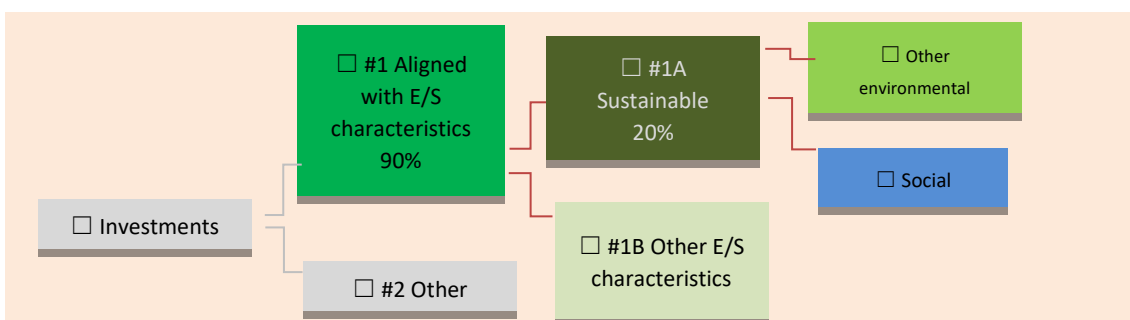 ☐ Investments
☐ #1 Aligned
with E/S
characteristics
90%
☐ #2 Other
☐ #1A
Sustainable
20%
☐ #1B Other E/S
characteristics
☐ Other
environmental
☐ Social